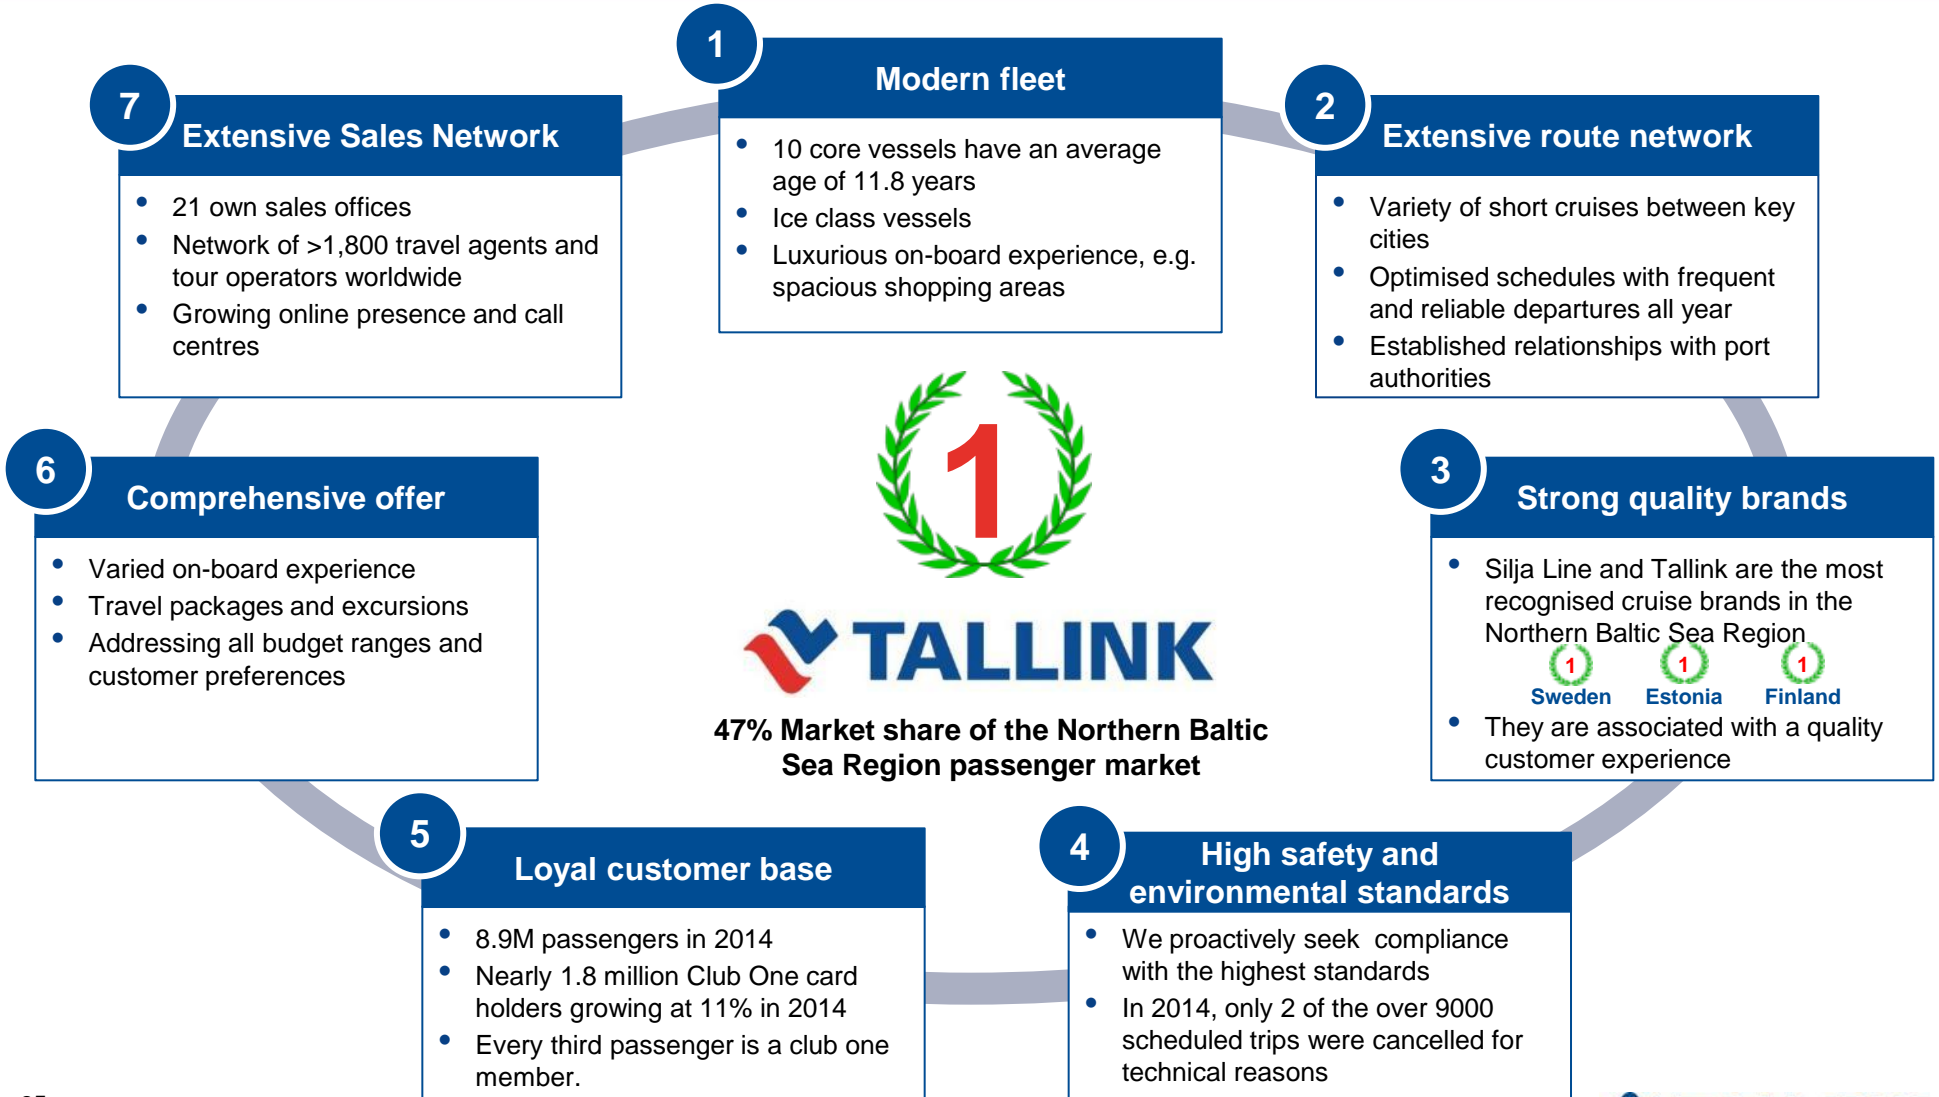 1
Modern fleet
• 10 core vessels have an average
age of 11.8 years
• Ice class vessels
• Luxurious on-board experience, e.g.
spacious shopping areas
2
Extensive route network
• Variety of short cruises between key
cities
• Optimised schedules with frequent
and reliable departures all year
• Established relationships with port
authorities
3
Strong quality brands
• Silja Line and Tallink are the most
recognised cruise brands in the
Northern Baltic Sea Region
1 1 1
Sweden Estonia Finland
• They are associated with a quality
customer experience
4
High safety and
environmental standards
• We proactively seek compliance
with the highest standards
• In 2014, only 2 of the over 9000
scheduled trips were cancelled for
technical reasons
5
Loyal customer base
• 8.9M passengers in 2014
• Nearly 1.8 million Club One card
holders growing at 11% in 2014
• Every third passenger is a club one
member.
6
Comprehensive offer
• Varied on-board experience
• Travel packages and excursions
• Addressing all budget ranges and
customer preferences
7
Extensive Sales Network
• 21 own sales offices
• Network of >1,800 travel agents and
tour operators worldwide
• Growing online presence and call
centres
1
TALLINK
47% Market share of the Northern Baltic
Sea Region passenger market